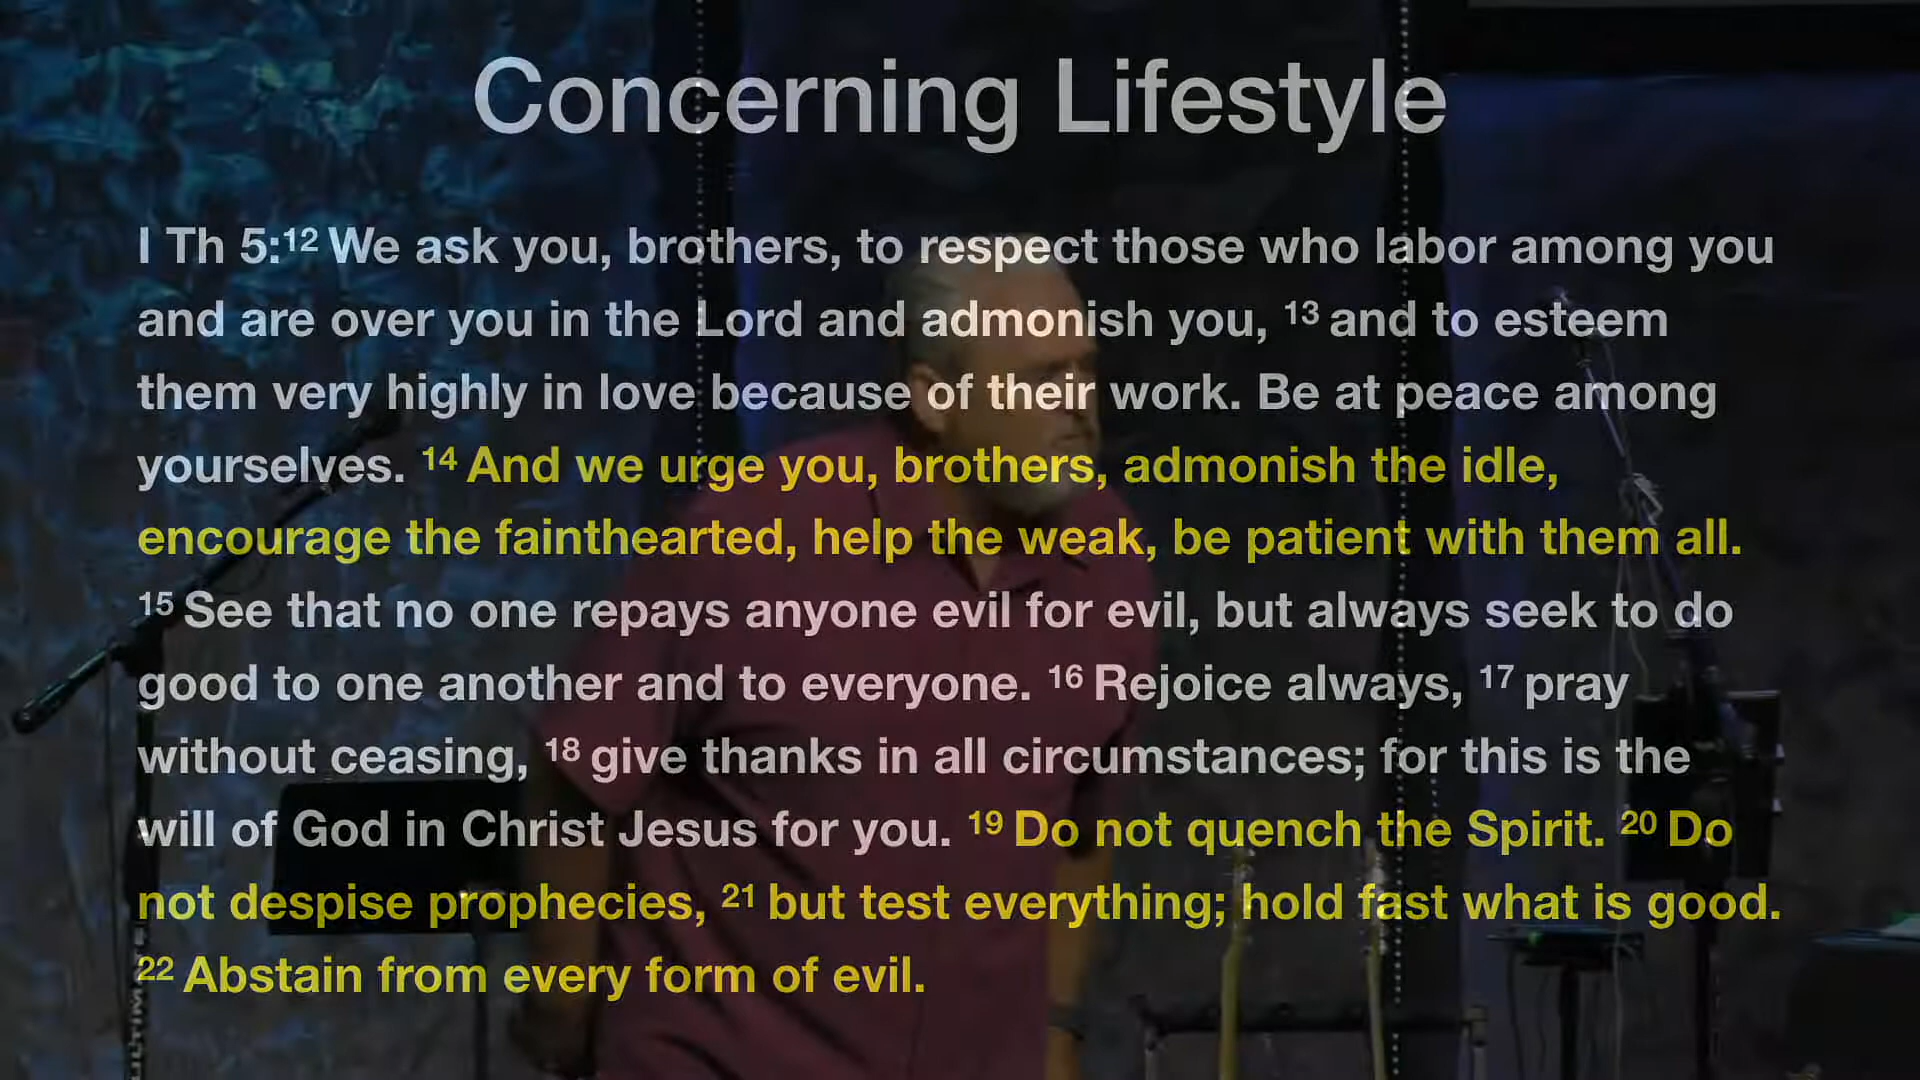 Concerning Lifestyle
I Th 5:12 We ask you, brothers, to respect those who labor among you
and are over you in the Lord and admonish you, 13 and to esteem
them very highly in love because of their work. Be at peace among
yourselves. 14 And we urge you, brothers, admonish the idle,
encourage the fainthearted, help the weak, be patient with them all.
15 See that no one repays anyone evil for evil, but always seek to do
good to one another and to everyone. 16 Rejoice always, 17 pray
without ceasing, 18 give thanks in all circumstances; for this is the
will of God in Christ Jesus for you. 19 Do not quench the Spirit. 20 Do
not despise prophecies, 21 but test everything; hold fast what is good.
22 Abstain from every form of evil.